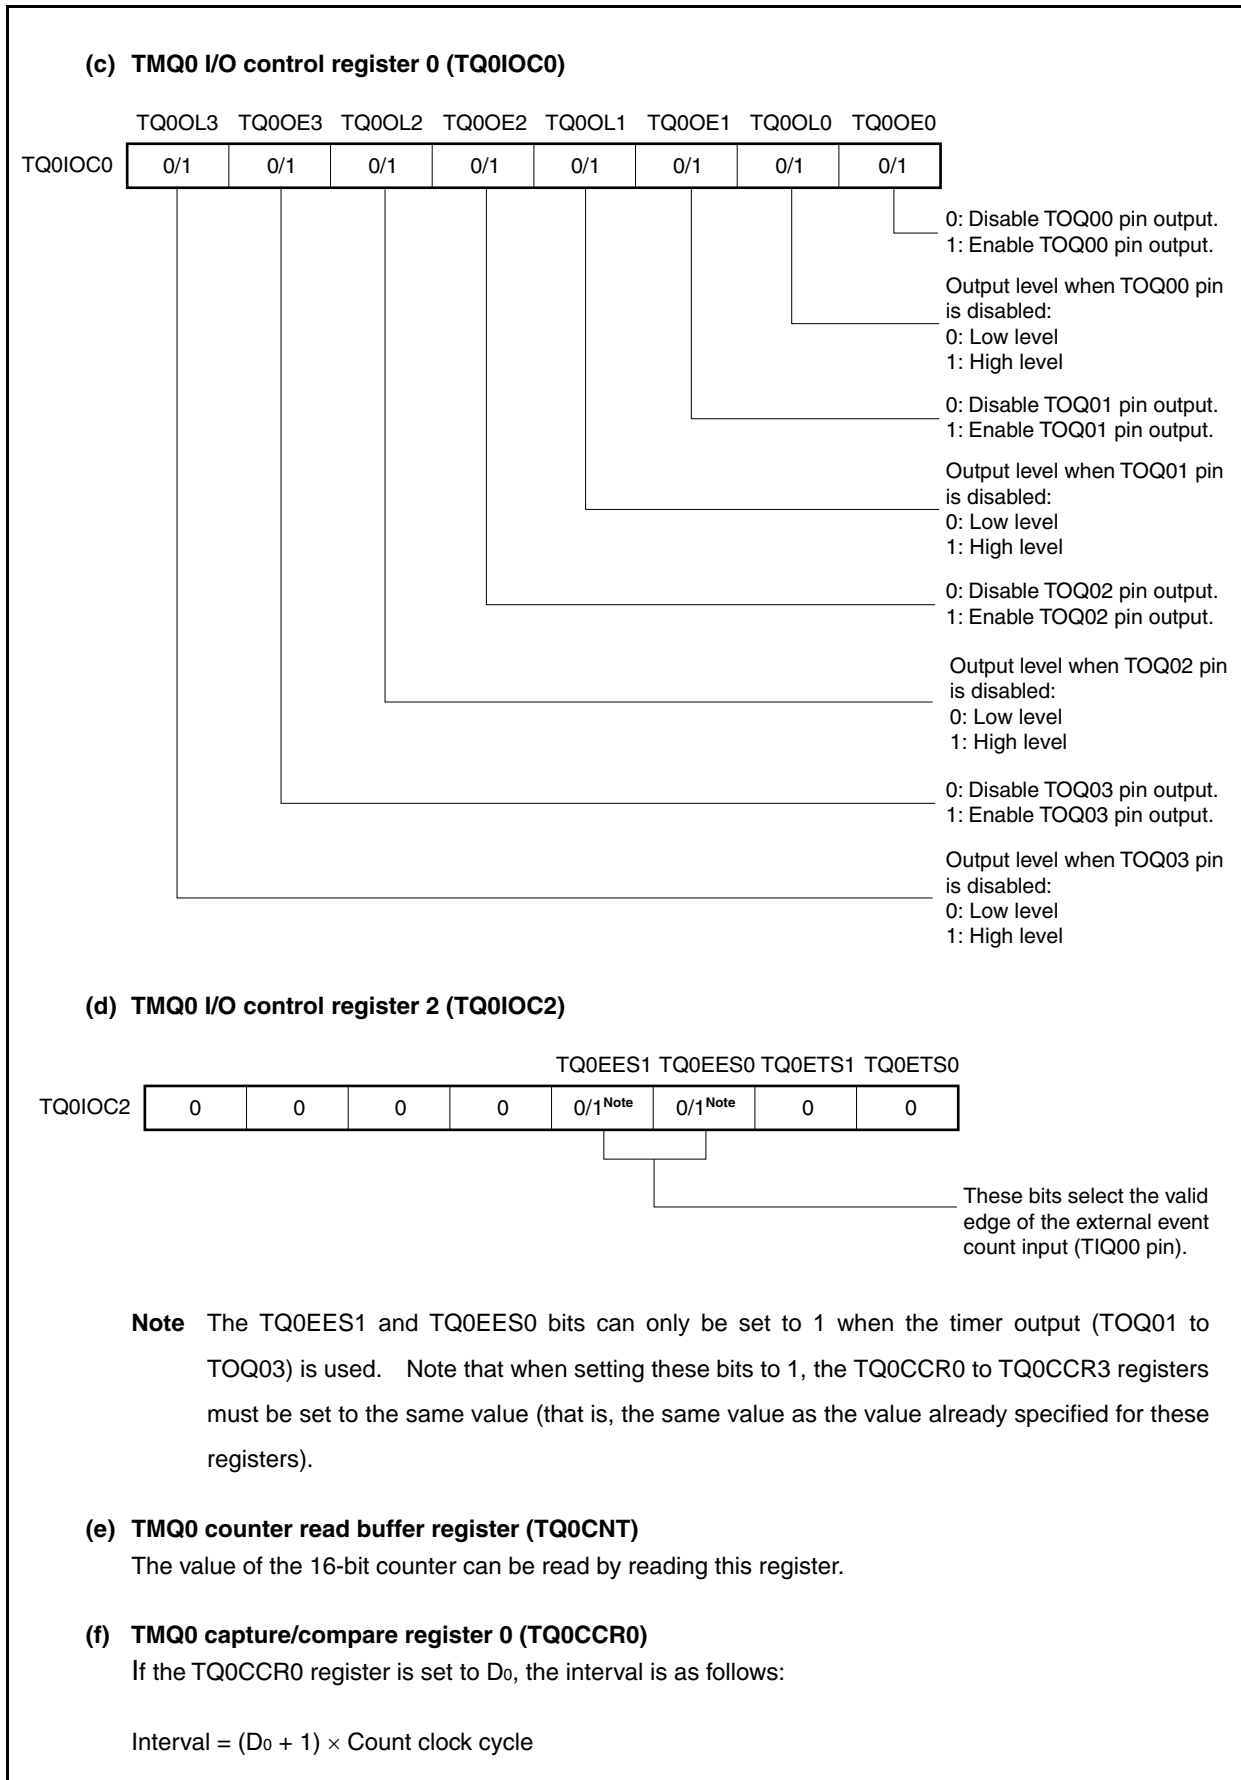 (c) TMQ0 I/O control register 0 (TQ0IOC0)
TQ0OL3 TQ0OE3 TQ0OL2 TQ0OE2 TQ0OL1 TQ0OE1 TQ0OL0 TQ0OE0
TQ0IOC0 0/1 0/1 0/1 0/1 0/1 0/1 0/1 0/1
0: Disable TOQ00 pin output.
1: Enable TOQ00 pin output.
Output level when TOQ00 pin
is disabled:
0: Low level
1: High level
0: Disable TOQ01 pin output.
1: Enable TOQ01 pin output.
Output level when TOQ01 pin
is disabled:
0: Low level
1: High level
0: Disable TOQ02 pin output.
1: Enable TOQ02 pin output.
Output level when TOQ02 pin
is disabled:
0: Low level
1: High level
0: Disable TOQ03 pin output.
1: Enable TOQ03 pin output.
Output level when TOQ03 pin
is disabled:
0: Low level
1: High level
(d) TMQ0 I/O control register 2 (TQ0IOC2)
TQ0EES1 TQ0EES0 TQ0ETS1 TQ0ETS0
TQ0IOC2 0 0 0 0 0/1Note 0/1Note 0 0
These bits select the valid
edge of the external event
count input (TIQ00 pin).
Note The TQ0EES1 and TQ0EES0 bits can only be set to 1 when the timer output (TOQ01 to
TOQ03) is used. Note that when setting these bits to 1, the TQ0CCR0 to TQ0CCR3 registers
must be set to the same value (that is, the same value as the value already specified for these
registers).
(e) TMQ0 counter read buffer register (TQ0CNT)
The value of the 16-bit counter can be read by reading this register.
(f) TMQ0 capture/compare register 0 (TQ0CCR0)
If the TQ0CCR0 register is set to D0, the interval is as follows:
Interval = (D0 + 1) × Count clock cycle